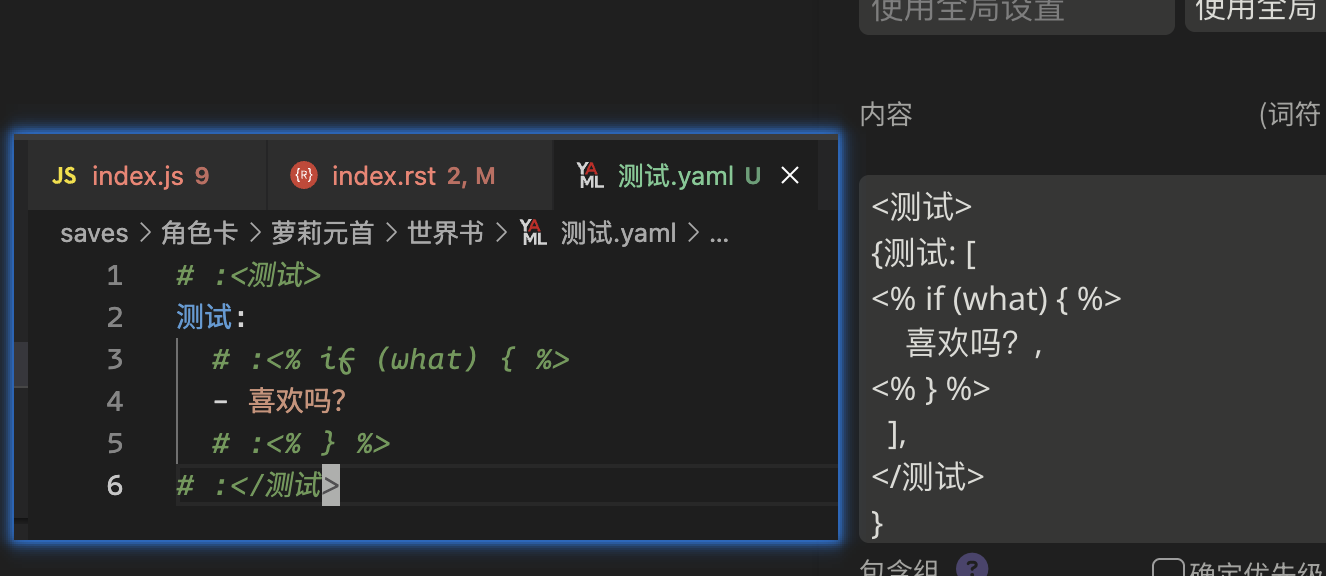 使用全局设置
使用全局
内容
(词符
JS index.js 9
{R} index.rst 2, M
YAML 测试.yaml U ×
saves > 角色卡 > 萝莉元首 > 世界书 > YAML 测试.yaml > ...
1 # :<测试>
2 测试:
3 # :<% if (what) { %>
4 - 喜欢吗?
5 # :<% } %>
6 # :</测试>
<测试>
{测试: [
<% if (what) { %>
喜欢吗? ,
<% } %>
],
</测试>
}
包含组 ?
确定优先级